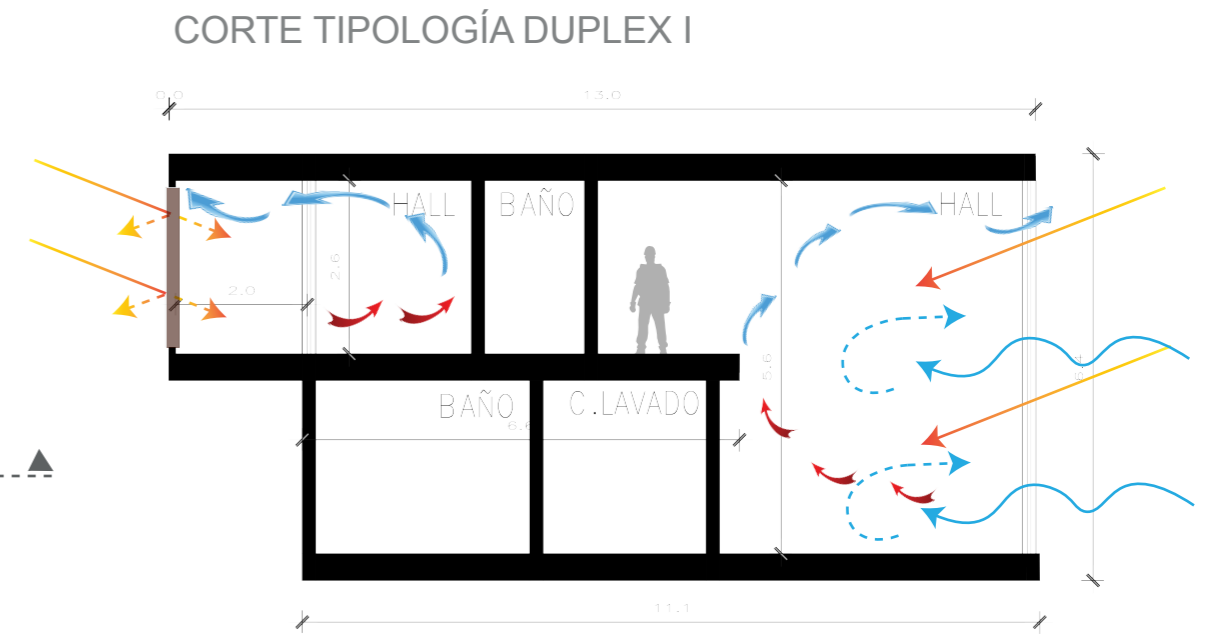 CORTE TIPOLOGÍA DUPLEX I
0.0
13.0
HALL
BAÑO
HALL
2.6
2.0
5.6
BAÑO
C.LAVADO
11.1